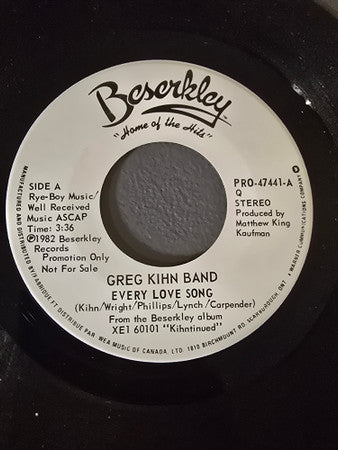 Beserkley™
"Home of the Hits"
SIDE A
Rye-Boy Music/
Well Received
Music ASCAP
Time: 3:36
℗1982 Beserkley
Records
Promotion Only
Not For Sale
PRO-47441-A
Q
STEREO
Produced by
Matthew King
Kaufman
GREG KIHN BAND
EVERY LOVE SONG
(Kihn/Wright/Phillips/Lynch/Carpender)
From the Beserkley album
XE1 60101 "Kihntinued"
MANUFACTURED AND DISTRIBUTED BY/FABRIQUE ET DISTRIBUE PAR WEA MUSIC OF CANADA, LTD. 1810 BIRCHMOUNT RD. SCARBOROUGH ONT. A WARNER COMMUNICATIONS COMPANY